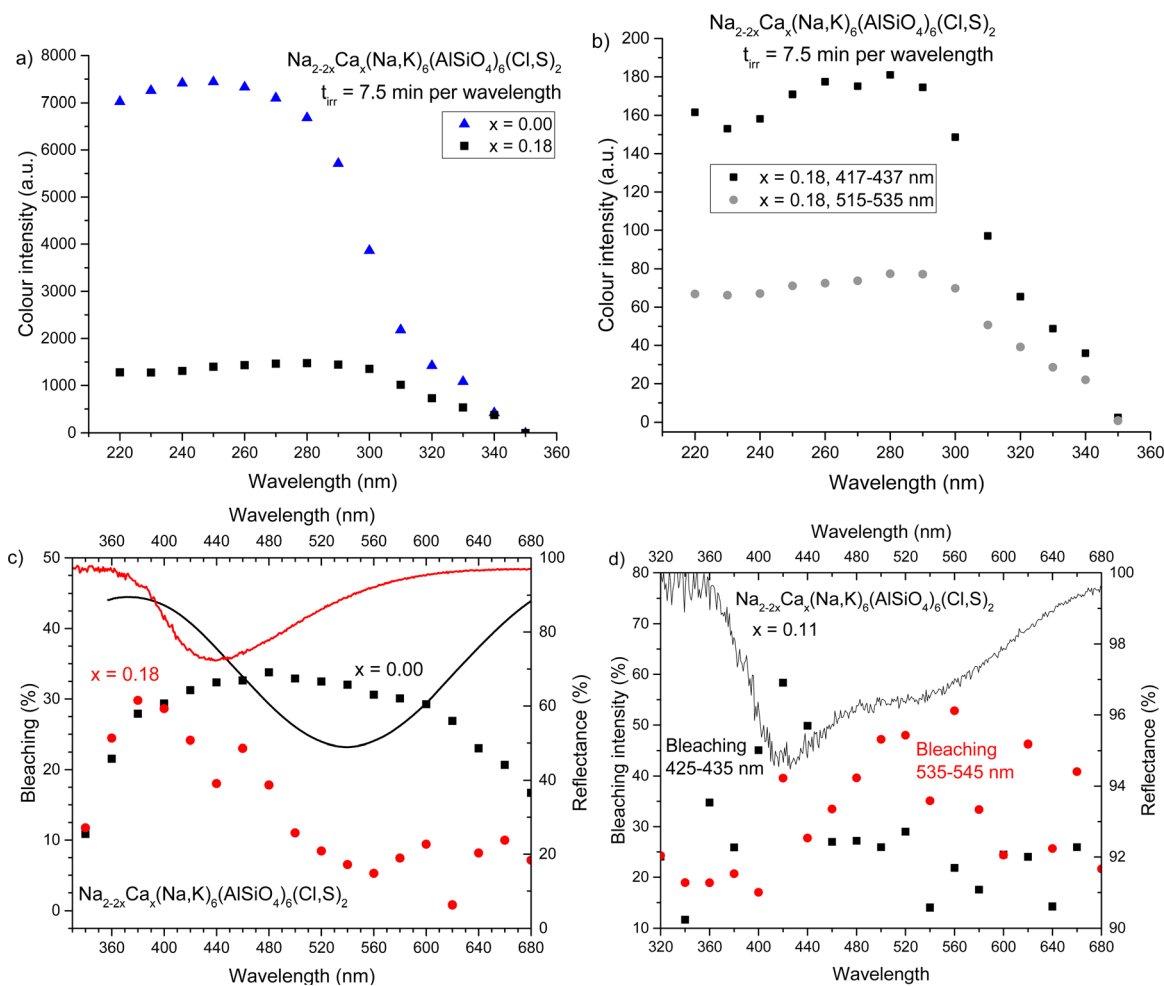 a)
Na2-2xCax(Na,K)6(AlSiO4)6(Cl,S)2
tirr = 7.5 min per wavelength
x = 0.00
x = 0.18
Colour intensity (a.u.)
8000
7000
6000
5000
4000
3000
2000
1000
0
220 240 260 280 300 320 340 360
Wavelength (nm)
b)
Na2-2xCax(Na,K)6(AlSiO4)6(Cl,S)2
tirr = 7.5 min per wavelength
x = 0.18, 417-437 nm
x = 0.18, 515-535 nm
Colour intensity (a.u.)
200
180
160
140
120
100
80
60
40
20
0
220 240 260 280 300 320 340 360
Wavelength (nm)
c)
Wavelength (nm)
360 400 440 480 520 560 600 640 680
x = 0.18
x = 0.00
Bleaching (%)
50
40
30
20
10
0
Reflectance (%)
100
80
60
40
20
0
Na2-2xCax(Na,K)6(AlSiO4)6(Cl,S)2
360 400 440 480 520 560 600 640 680
Wavelength (nm)
d)
Wavelength (nm)
320 360 400 440 480 520 560 600 640 680
Na2-2xCax(Na,K)6(AlSiO4)6(Cl,S)2
x = 0.11
Bleaching
425-435 nm
Bleaching
535-545 nm
Bleaching intensity (%)
80
70
60
50
40
30
20
10
Reflectance (%)
100
98
96
94
92
90
320 360 400 440 480 520 560 600 640 680
Wavelength